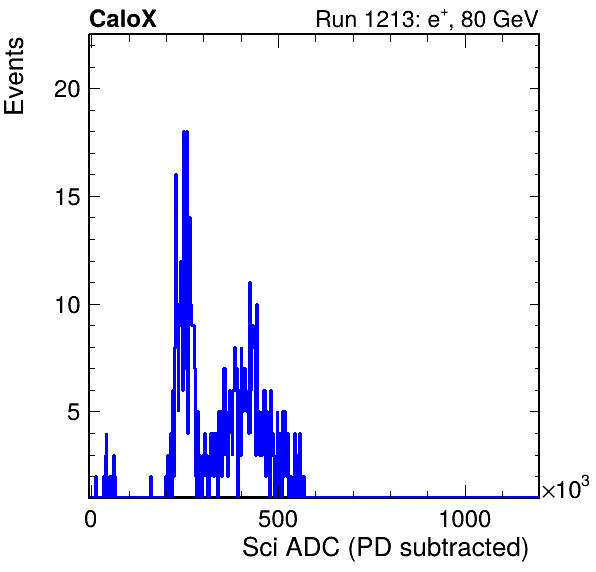 CaloX Run 1213: e⁺, 80 GeV
Events
20
15
10
5
0 500 1000 ×10³
Sci ADC (PD subtracted)